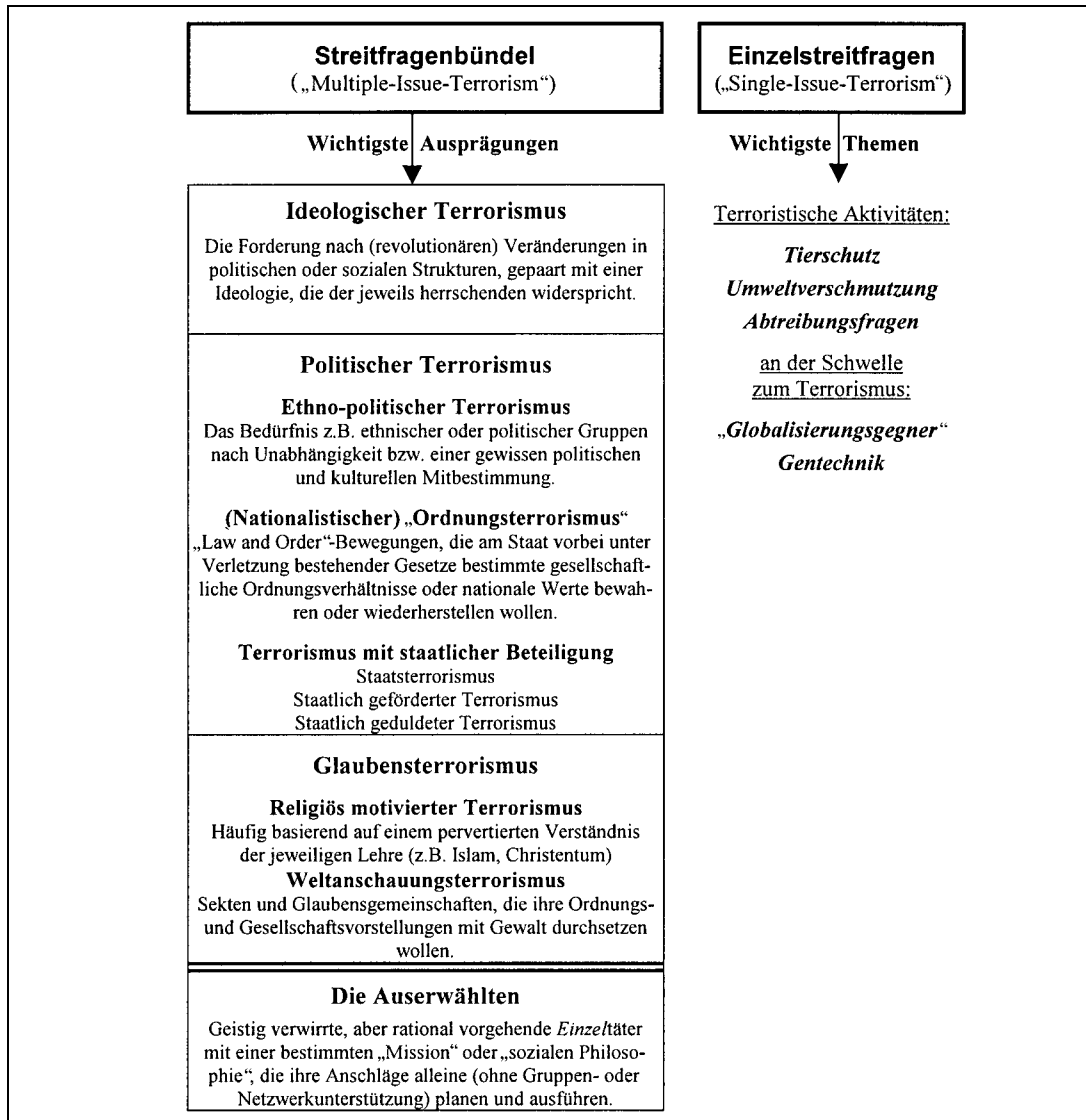 Streitfragenbündel
(„Multiple-Issue-Terrorism“)
Wichtigste Ausprägungen
Ideologischer Terrorismus
Die Forderung nach (revolutionären) Veränderungen in
politischen oder sozialen Strukturen, gepaart mit einer
Ideologie, die der jeweils herrschenden widerspricht.
Politischer Terrorismus
Ethno-politischer Terrorismus
Das Bedürfnis z.B. ethnischer oder politischer Gruppen
nach Unabhängigkeit bzw. einer gewissen politischen
und kulturellen Mitbestimmung.
(Nationalistischer) „Ordnungsterrorismus“
„Law and Order“-Bewegungen, die am Staat vorbei unter
Verletzung bestehender Gesetze bestimmte gesellschaft-
liche Ordnungsverhältnisse oder nationale Werte bewah-
ren oder wiederherstellen wollen.
Terrorismus mit staatlicher Beteiligung
Staatsterrorismus
Staatlich geförderter Terrorismus
Staatlich geduldeter Terrorismus
Glaubensterrorismus
Religiös motivierter Terrorismus
Häufig basierend auf einem pervertierten Verständnis
der jeweiligen Lehre (z.B. Islam, Christentum)
Weltanschauungsterrorismus
Sekten und Glaubensgemeinschaften, die ihre Ordnungs-
und Gesellschaftsvorstellungen mit Gewalt durchsetzen
wollen.
Die Auserwählten
Geistig verwirrte, aber rational vorgehende Einzeltäter
mit einer bestimmten „Mission“ oder „sozialen Philoso-
phie“, die ihre Anschläge alleine (ohne Gruppen- oder
Netzwerkunterstützung) planen und ausführen.
Einzelstreitfragen
(„Single-Issue-Terrorism“)
Wichtigste Themen
Terroristische Aktivitäten:
Tierschutz
Umweltverschmutzung
Abtreibungsfragen
an der Schwelle
zum Terrorismus:
„Globalisierungsgegner“
Gentechnik